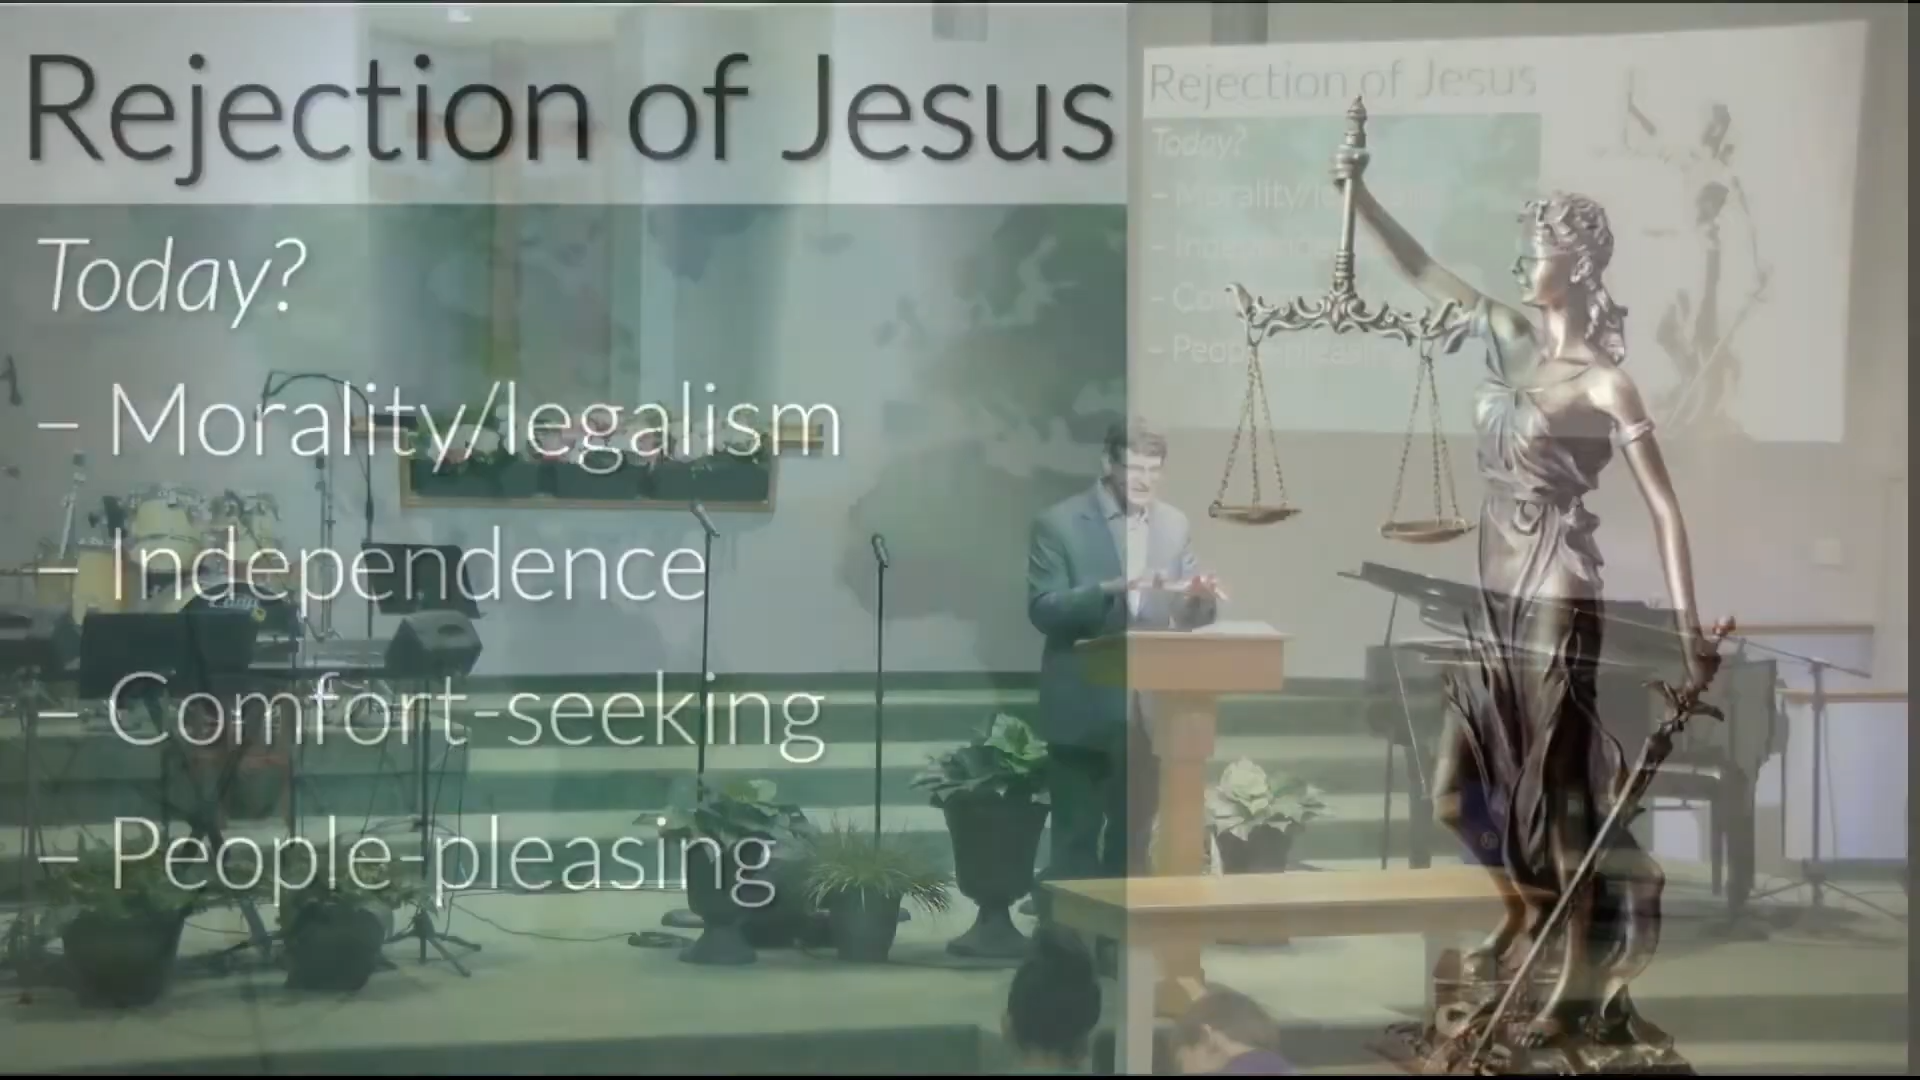 Rejection of Jesus
Today?
– Morality/legalism
– Independence
– Comfort-seeking
– People-pleasing
Rejection of Jesus
Today?